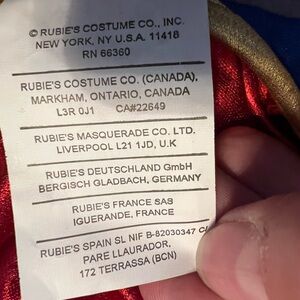 © RUBIE'S COSTUME CO., INC.
NEW YORK, NY U.S.A. 11418
RN 66360
RUBIE'S COSTUME CO. (CANADA),
MARKHAM, ONTARIO, CANADA
L3R 0J1 CA#22649
RUBIE'S MASQUERADE CO. LTD.
LIVERPOOL L21 1JD, U.K
RUBIE'S DEUTSCHLAND GmbH
BERGISCH GLADBACH, GERMANY
RUBIE'S FRANCE SAS
IGUERANDE, FRANCE
RUBIE'S SPAIN SL NIF B-82030347
PARE LLAURADOR,
172 TERRASSA (BCN)